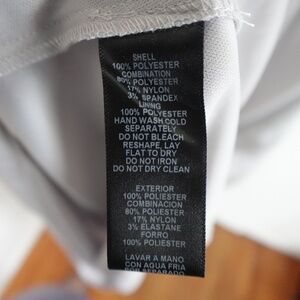 SHELL
100% POLYESTER
COMBINATION
80% POLYESTER
17% NYLON
3% SPANDEX
LINING
100% POLYESTER
HAND WASH COLD
SEPARATELY
DO NOT BLEACH
RESHAPE, LAY
FLAT TO DRY
DO NOT IRON
DO NOT DRY CLEAN
EXTERIOR
100% POLIESTER
COMBINACION
80% POLIESTER
17% NYLON
3% ELASTANE
FORRO
100% POLIESTER
LAVAR A MANO
CON AGUA FRIA
POR SEPARADO